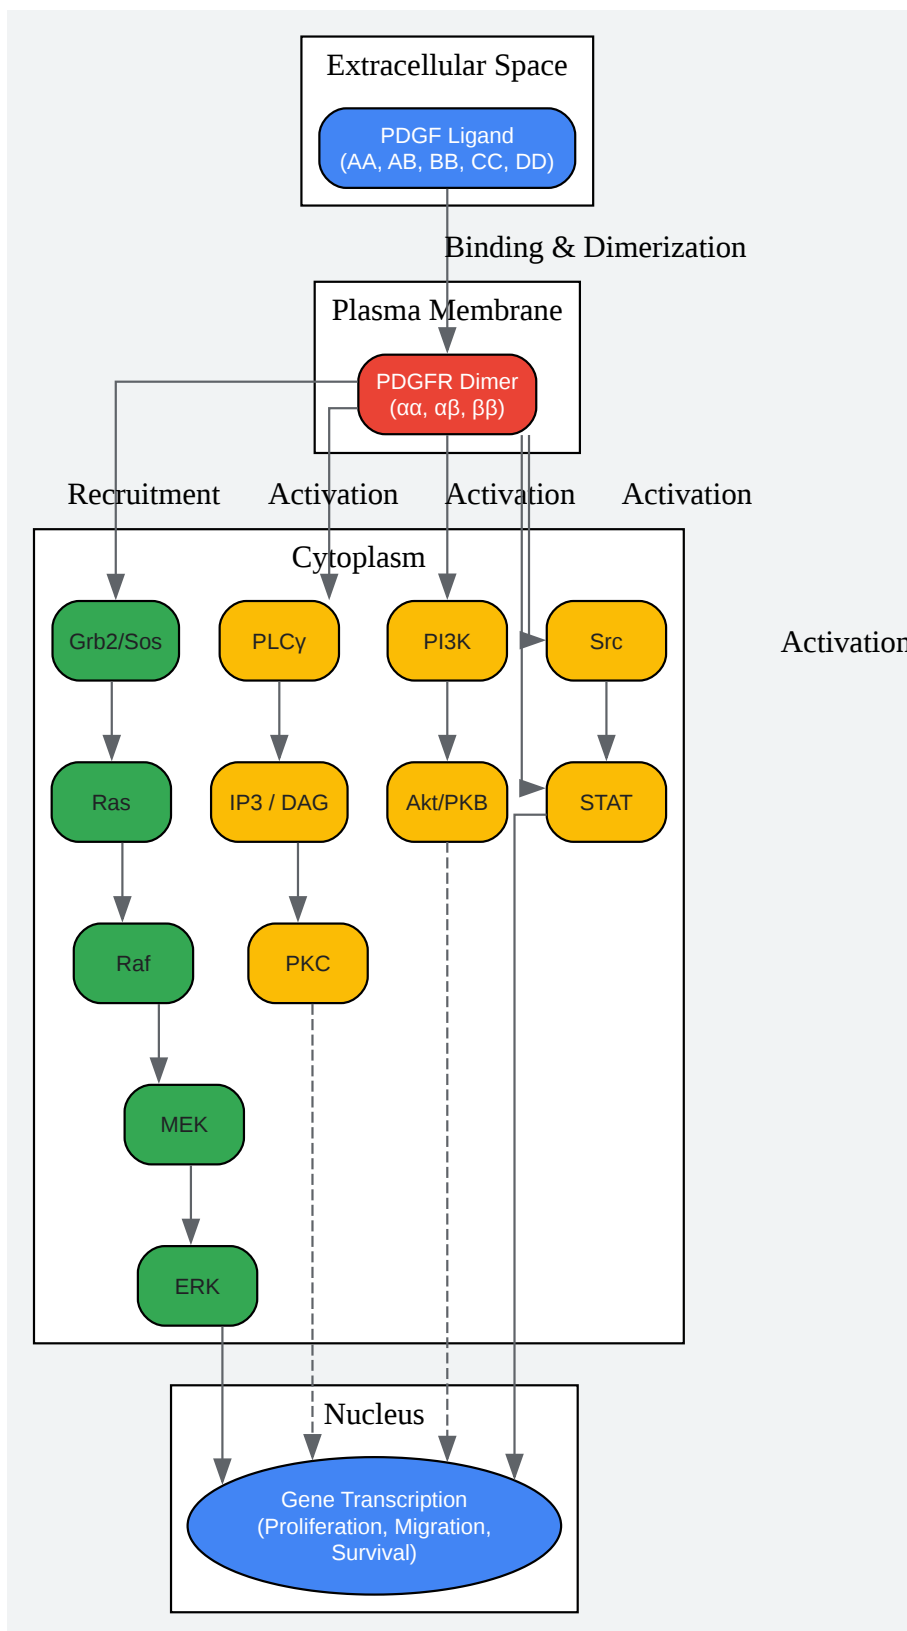 Extracellular Space
PDGF Ligand
(AA, AB, BB, CC, DD)
Binding & Dimerization
Plasma Membrane
PDGFR Dimer
(αα, αβ, ββ)
Recruitment
Activation
Activation
Activation
Cytoplasm
Grb2/Sos
PLCγ
PI3K
Src
Activation
Ras
IP3 / DAG
Akt/PKB
STAT
Raf
PKC
MEK
ERK
Nucleus
Gene Transcription
(Proliferation, Migration,
Survival)